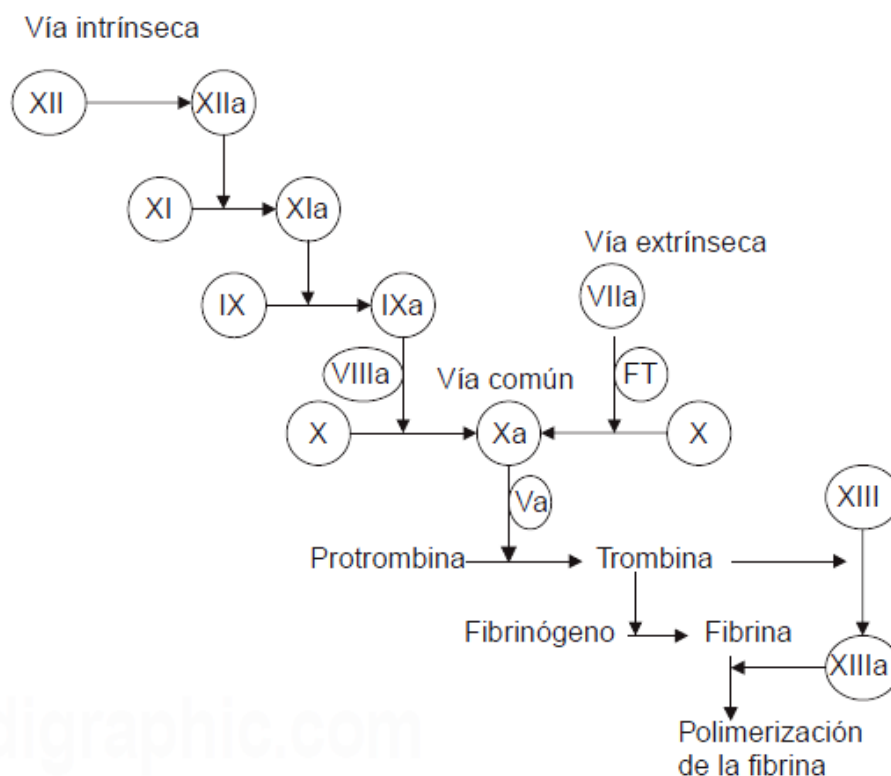 Vía intrínseca
XII
XIIa
XI
XIa
Vía extrínseca
VIIa
IX
IXa
VIIIa
Vía común
FT
X
Xa
X
Va
XIII
Protrombina
Trombina
Fibrinógeno
Fibrina
XIIIa
Polimerización
de la fibrina
digraphic.com